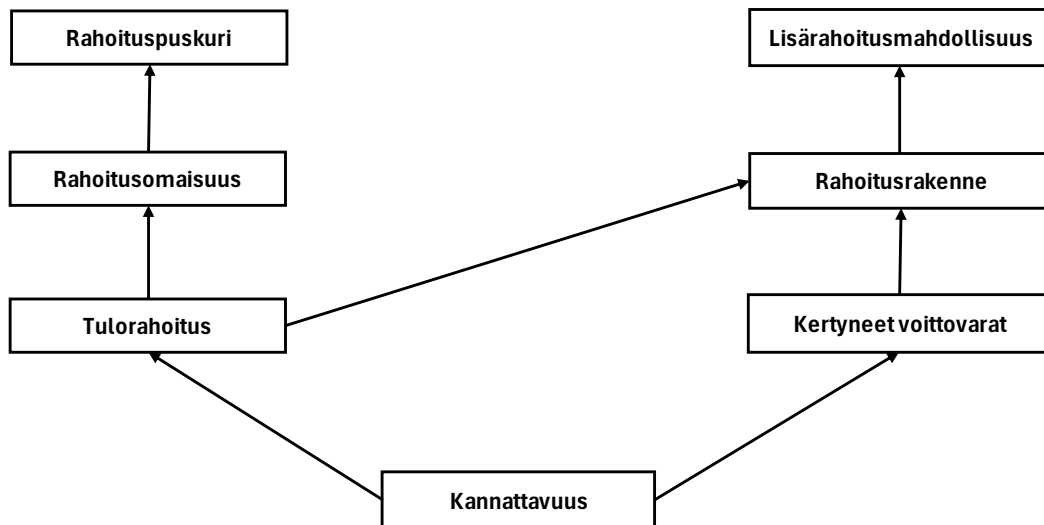 Rahoituspuskuri
Lisärahoitusmahdollisuus
Rahoitusomaisuus
Rahoitusrakenne
Tulorahoitus
Kertyneet voittovarat
Kannattavuus